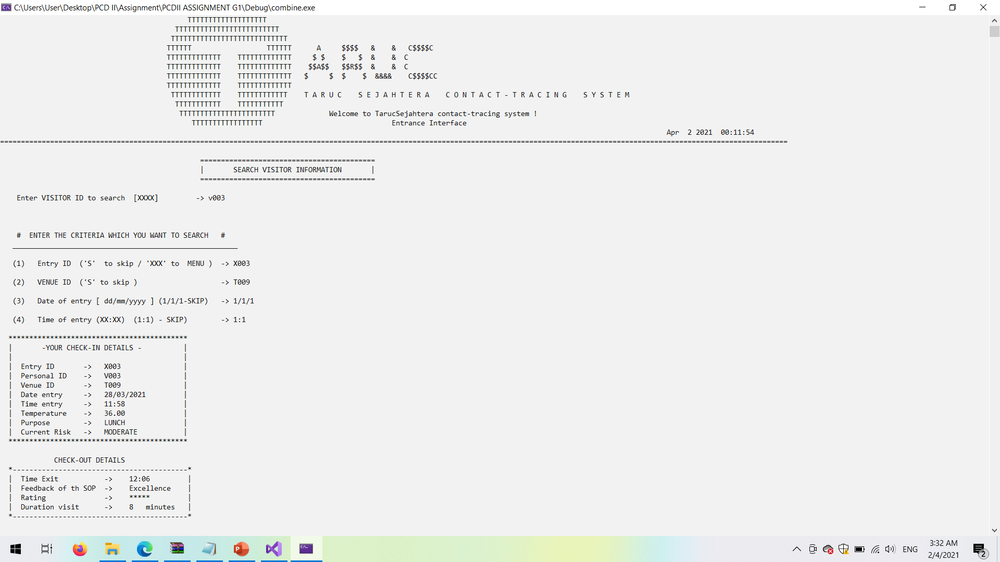 C:\Users\User\Desktop\PCD II\Assignment\PCDII ASSIGNMENT G1\Debug\combine.exe
TTTTTTTTTTTTTTTTTTT
TTTTTTTTTTTTTTTTTTTTTTTTT
TTTTTTTTTTTTTTTTTTTTTTTTTTTT
TTTTTT                  TTTTTT      A     $$$$   &    &   C$$$$C
TTTTTTTTTTTTT    TTTTTTTTTTTTT     $ $    $   $  &    &  C
TTTTTTTTTTTTT    TTTTTTTTTTTTT    $$A$$   $$R$$  &    &  C
TTTTTTTTTTTTT    TTTTTTTTTTTTT   $     $  $    $  &&&&    C$$$$CC
TTTTTTTTTTTTT    TTTTTTTTTTTTT
TTTTTTTTTTTT    TTTTTTTTTTTT    T A R U C    S E J A H T E R A    C O N T A C T - T R A C I N G    S Y S T E M
TTTTTTTTTTT    TTTTTTTTTTT
TTTTTTTTTTTTTTTTTTTTTTT             Welcome to TarucSejahtera contact-tracing system !
TTTTTTTTTTTTTTTTT                               Entrance Interface
Apr  2 2021  00:11:54
=============================================================================================================================================================================================
==========================================
|       SEARCH VISITOR INFORMATION       |
==========================================
Enter VISITOR ID to search  [XXXX]         -> v003
#  ENTER THE CRITERIA WHICH YOU WANT TO SEARCH   #
______________________________________________________
(1)   Entry ID  ('S'  to skip / 'XXX' to  MENU )  -> X003
(2)   VENUE ID  ('S' to skip )                    -> T009
(3)   Date of entry [ dd/mm/yyyy ] (1/1/1-SKIP)   -> 1/1/1
(4)   Time of entry (XX:XX)  (1:1) - SKIP)        -> 1:1
*******************************************
|       -YOUR CHECK-IN DETAILS -          |
|                                         |
|  Entry ID       ->   X003               |
|  Personal ID    ->   V003               |
|  Venue ID       ->   T009               |
|  Date entry     ->   28/03/2021         |
|  Time entry     ->   11:58              |
|  Temperature    ->   36.00              |
|  Purpose        ->   LUNCH              |
|  Current Risk   ->   MODERATE           |
*******************************************
CHECK-OUT DETAILS
*------------------------------------------*
|  Time Exit           ->    12:06         |
|  Feedback of th SOP  ->    Excellence    |
|  Rating              ->    *****         |
|  Duration visit      ->    8   minutes   |
*------------------------------------------*
ENG
3:32 AM
2/4/2021
2